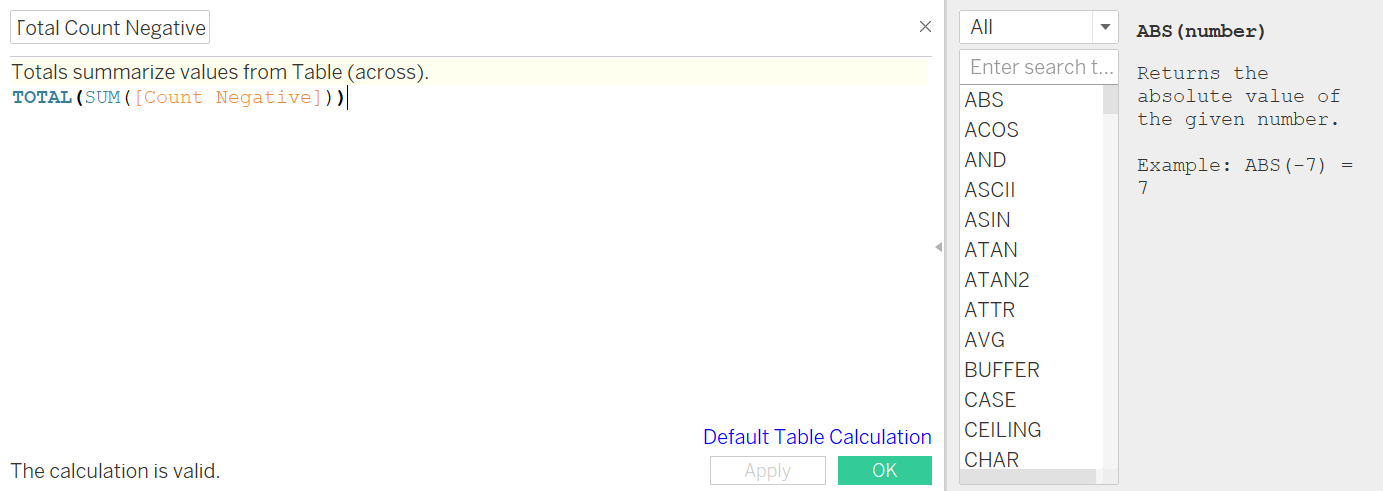 Total Count Negative
Totals summarize values from Table (across).
TOTAL(SUM([Count Negative]))
Default Table Calculation
The calculation is valid.
Apply
OK
All
Enter search t...
ABS
ACOS
AND
ASCII
ASIN
ATAN
ATAN2
ATTR
AVG
BUFFER
CASE
CEILING
CHAR
ABS(number)
Returns the
absolute value of
the given number.
Example: ABS(-7) =
7